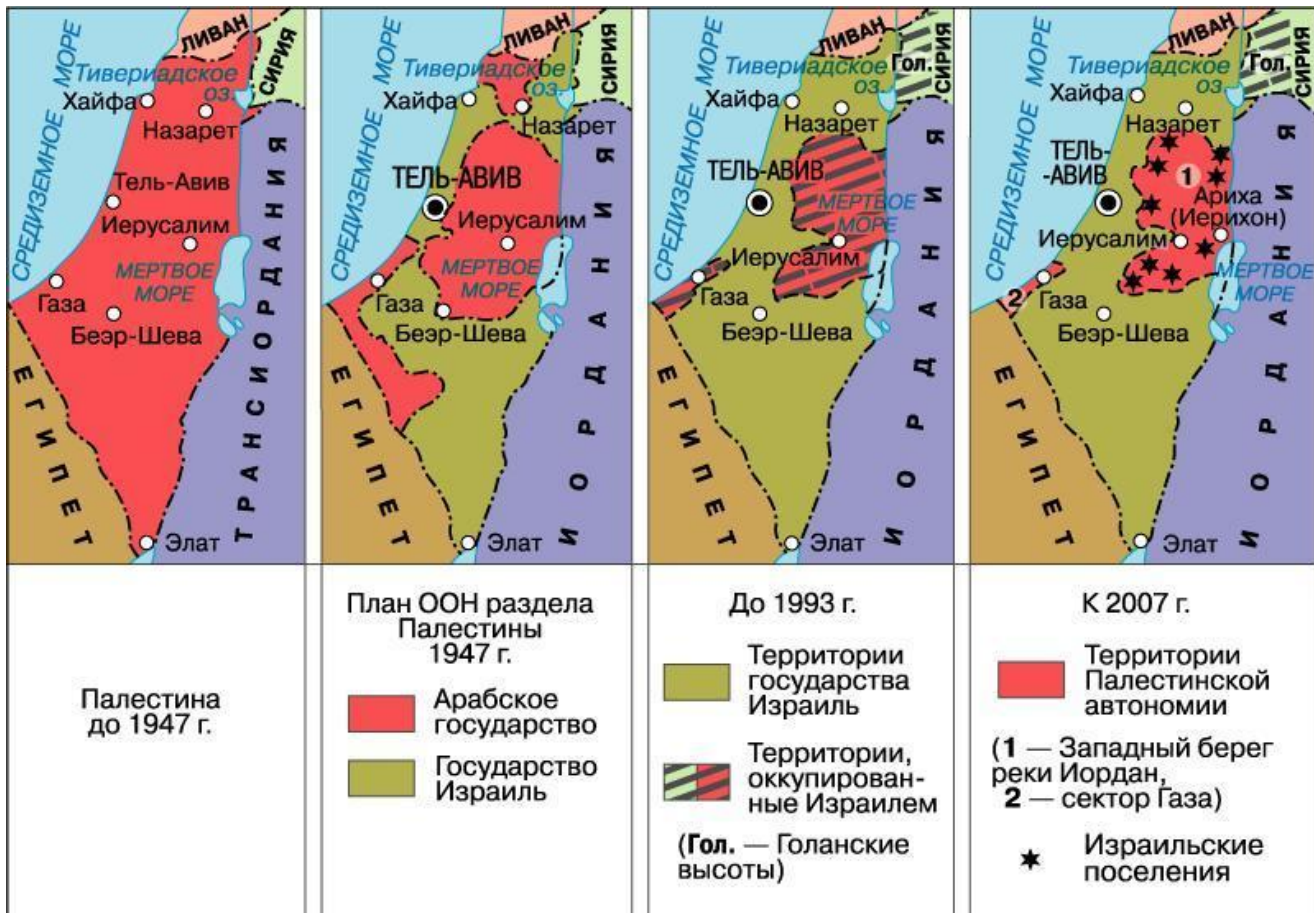 ЛИВАН
СИРИЯ
СРЕДИЗЕМНОЕ МОРЕ
Тивериадское
оз.
Хайфа
Назарет
Тель-Авив
Иерусалим
МЕРТВОЕ
МОРЕ
Газа
Беэр-Шева
ЕГИПЕТ
ТРАНСИОРДАНИЯ
Элат
Палестина
до 1947 г.
ЛИВАН
СИРИЯ
СРЕДИЗЕМНОЕ МОРЕ
Тивериадское
оз.
Хайфа
Назарет
ТЕЛЬ-АВИВ
Иерусалим
МЕРТВОЕ
МОРЕ
Газа
Беэр-Шева
ЕГИПЕТ
ИОРДАНИЯ
Элат
План ООН раздела
Палестины
1947 г.
Арабское
государство
Государство
Израиль
ЛИВАН
СИРИЯ
Гол.
СРЕДИЗЕМНОЕ МОРЕ
Тивериадское
оз.
Хайфа
Назарет
ТЕЛЬ-АВИВ
МЕРТВОЕ
МОРЕ
Иерусалим
Газа
Беэр-Шева
ЕГИПЕТ
ИОРДАНИЯ
Элат
До 1993 г.
Территории
государства
Израиль
Территории,
оккупирован-
ные Израилем
(Гол. — Голанские
высоты)
ЛИВАН
СИРИЯ
Гол.
СРЕДИЗЕМНОЕ МОРЕ
Тивериадское
оз.
Хайфа
Назарет
ТЕЛЬ-
-АВИВ
1
Ариха
(Иерихон)
Иерусалим
МЕРТВОЕ
МОРЕ
2
Газа
Беэр-Шева
ЕГИПЕТ
ИОРДАНИЯ
Элат
К 2007 г.
Территории
Палестинской
автономии
(1 — Западный берег
реки Иордан,
2 — сектор Газа)
Израильские
поселения